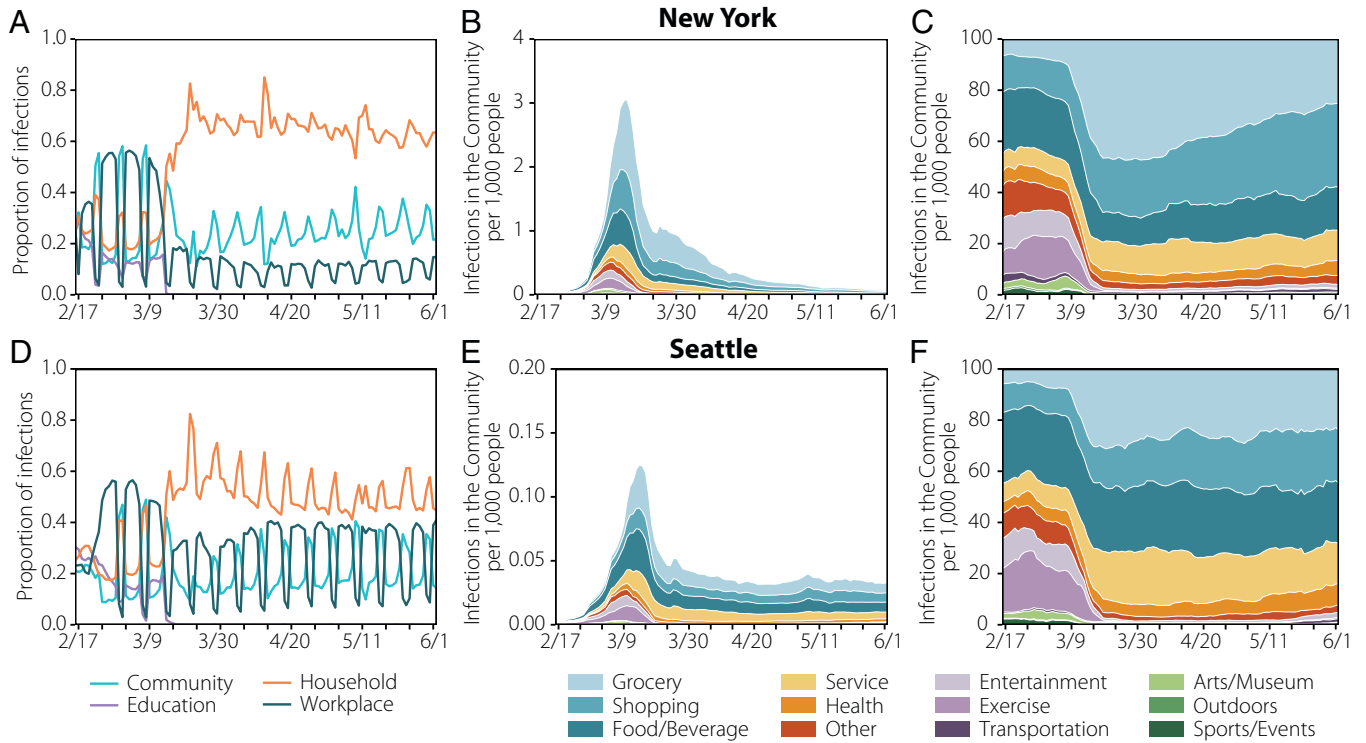 New York
A
Proportion of infections
1.0
0.8
0.6
0.4
0.2
0.0
2/17 3/9 3/30 4/20 5/11 6/1
B
Infections in the Community
per 1,000 people
4
3
2
1
0
3/9 3/30 4/20 5/11 6/1
C
Infections in the Community
per 1,000 people
100
80
60
40
20
0
2/17 3/9 3/30 4/20 5/11 6/1
Seattle
D
Proportion of infections
1.0
0.8
0.6
0.4
0.2
0.0
2/17 3/9 3/30 4/20 5/11 6/1
E
Infections in the Community
per 1,000 people
0.20
0.15
0.10
0.05
0.00
2/17 3/9 3/30 4/20 5/11 6/1
F
Infections in the Community
per 1,000 people
100
80
60
40
20
0
2/17 3/9 3/30 4/20 5/11 6/1
Community Household
Education Workplace
Grocery Service Entertainment Arts/Museum
Shopping Health Exercise Outdoors
Food/Beverage Other Transportation Sports/Events